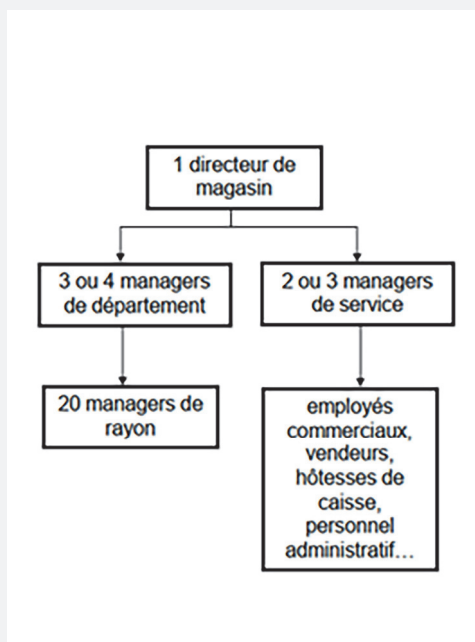 1 directeur de
magasin
3 ou 4 managers
de département
2 ou 3 managers
de service
20 managers de
rayon
employés
commerciaux,
vendeurs,
hôtesses de
caisse,
personnel
administratif…